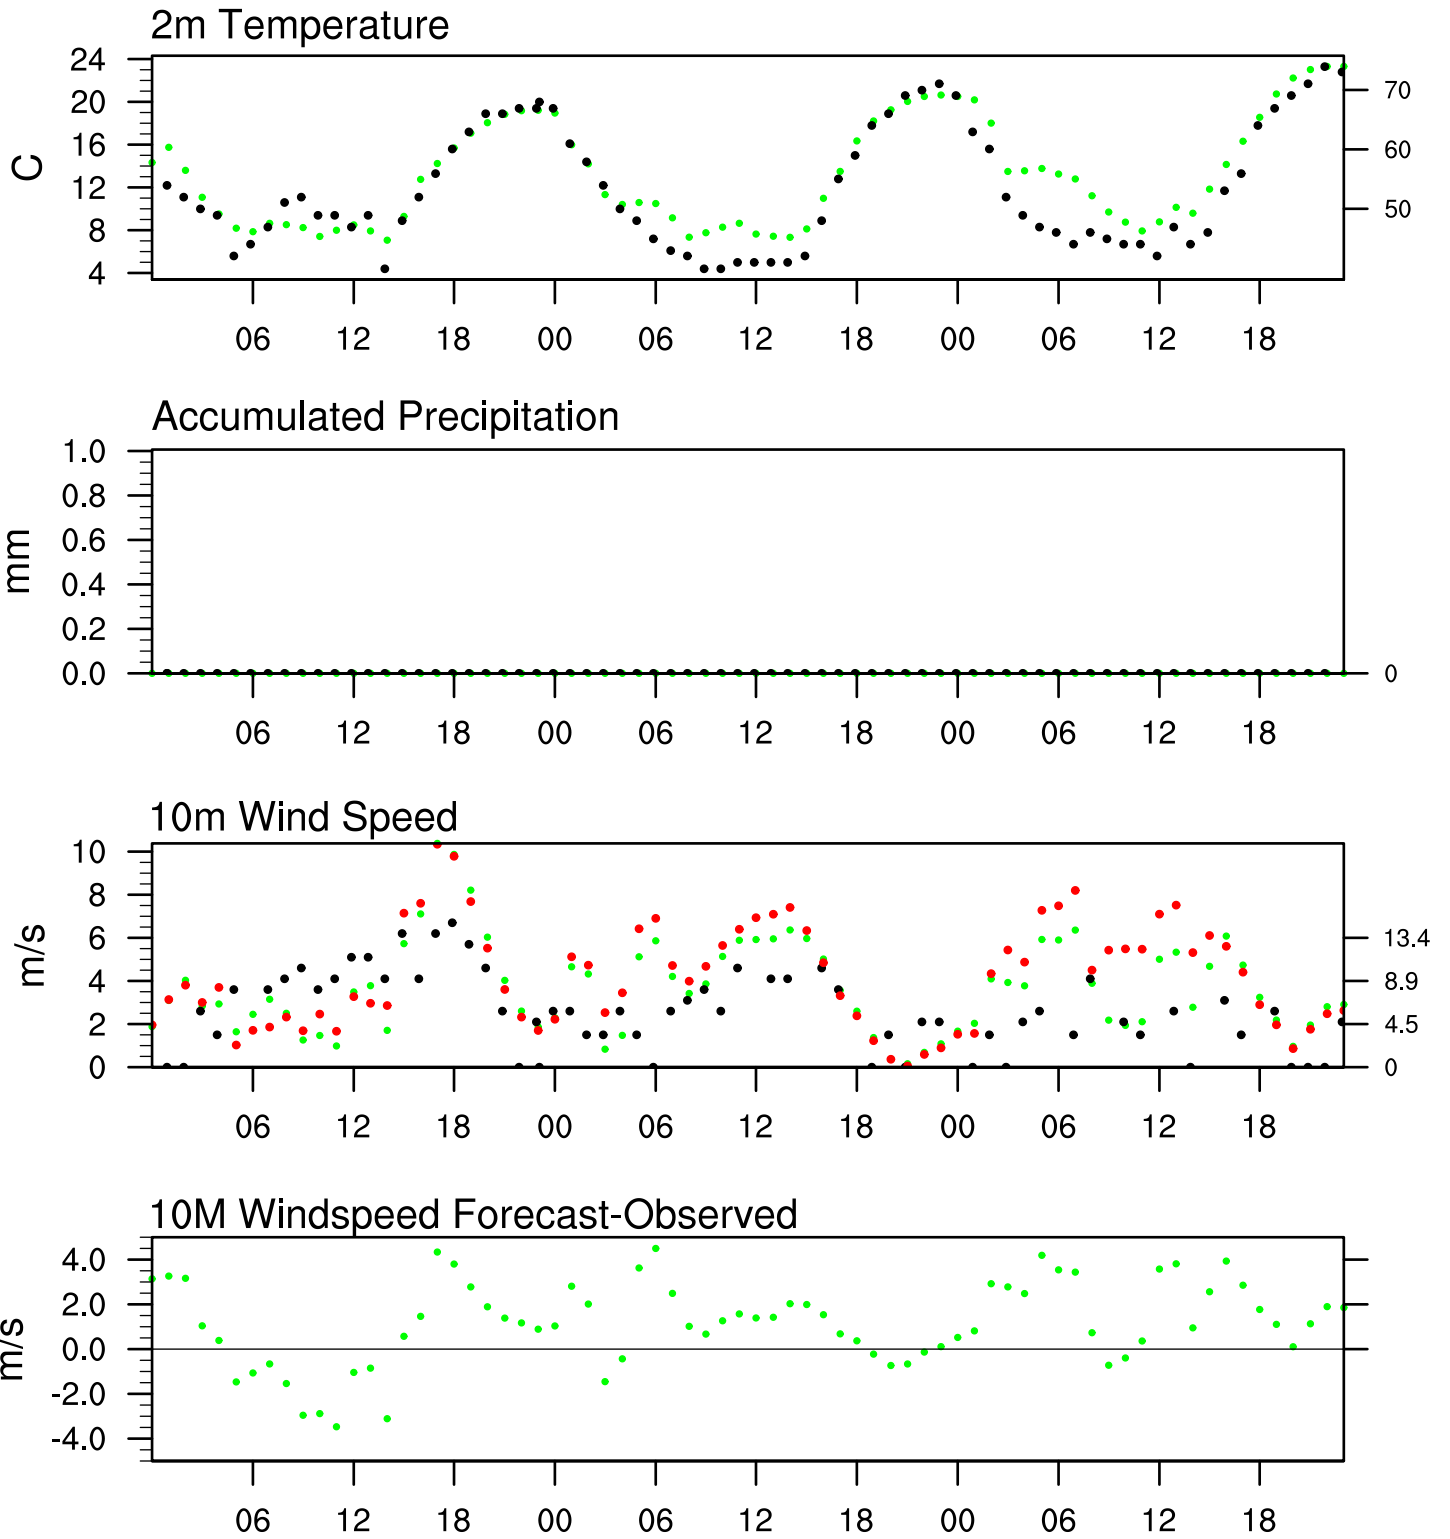 2m Temperature
24
20
16
12
8
4
C
70
60
50
06 12 18 00 06 12 18 00 06 12 18
Accumulated Precipitation
1.0
0.8
0.6
0.4
0.2
0.0
mm
0
06 12 18 00 06 12 18 00 06 12 18
10m Wind Speed
10
8
6
4
2
0
m/s
13.4
8.9
4.5
0
06 12 18 00 06 12 18 00 06 12 18
10M Windspeed Forecast-Observed
4.0
2.0
0.0
-2.0
-4.0
m/s
06 12 18 00 06 12 18 00 06 12 18